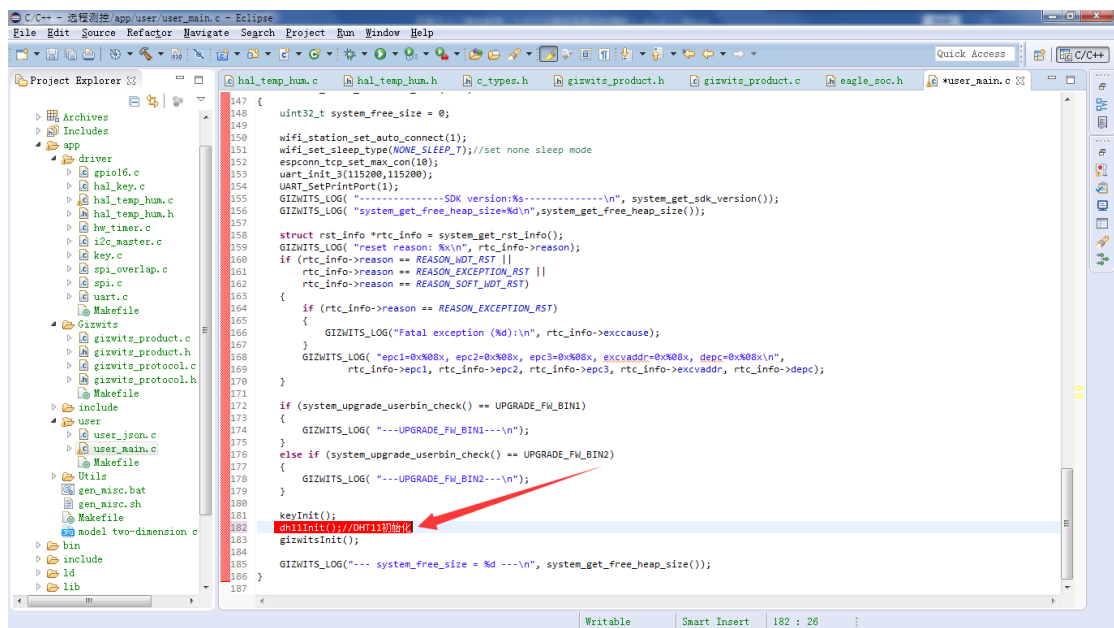 C/C++ - 远程测控/app/user/user_main.c - Eclipse
File Edit Source Refactor Navigate Search Project Run Window Help
Quick Access
C/C++
Project Explorer
hal_temp_hum.c
hal_temp_hum.h
c_types.h
gizwits_product.h
gizwits_product.c
eagle_soc.h
*user_main.c
Archives
Includes
app
driver
gpio16.c
hal_key.c
hal_temp_hum.c
hal_temp_hum.h
hw_timer.c
i2c_master.c
key.c
spi_overlap.c
spi.c
uart.c
Makefile
Gizwits
gizwits_product.c
gizwits_product.h
gizwits_protocol.c
gizwits_protocol.h
Makefile
include
user
user_json.c
user_main.c
Makefile
Utils
gen_misc.bat
gen_misc.sh
Makefile
model two-dimension c
bin
include
ld
lib
147 {
148 uint32_t system_free_size = 0;
149
150 wifi_station_set_auto_connect(1);
151 wifi_set_sleep_type(NONE_SLEEP_T);//set none sleep mode
152 espconn_tcp_set_max_con(10);
153 uart_init_3(115200,115200);
154 UART_SetPrintPort(1);
155 GIZWITS_LOG( "---------------SDK version:%s--------------\n", system_get_sdk_version());
156 GIZWITS_LOG( "system_get_free_heap_size=%d\n",system_get_free_heap_size());
157
158 struct rst_info *rtc_info = system_get_rst_info();
159 GIZWITS_LOG( "reset reason: %x\n", rtc_info->reason);
160 if (rtc_info->reason == REASON_WDT_RST ||
161 rtc_info->reason == REASON_EXCEPTION_RST ||
162 rtc_info->reason == REASON_SOFT_WDT_RST)
163 {
164 if (rtc_info->reason == REASON_EXCEPTION_RST)
165 {
166 GIZWITS_LOG("Fatal exception (%d):\n", rtc_info->exccause);
167 }
168 GIZWITS_LOG( "epc1=0x%08x, epc2=0x%08x, epc3=0x%08x, excvaddr=0x%08x, depc=0x%08x\n",
169 rtc_info->epc1, rtc_info->epc2, rtc_info->epc3, rtc_info->excvaddr, rtc_info->depc);
170 }
171
172 if (system_upgrade_userbin_check() == UPGRADE_FW_BIN1)
173 {
174 GIZWITS_LOG( "---UPGRADE_FW_BIN1---\n");
175 }
176 else if (system_upgrade_userbin_check() == UPGRADE_FW_BIN2)
177 {
178 GIZWITS_LOG( "---UPGRADE_FW_BIN2---\n");
179 }
180
181 keyInit();
182 dh11Init();//DHT11初始化
183 gizwitsInit();
184
185 GIZWITS_LOG("--- system_free_size = %d ---\n", system_get_free_heap_size());
186 }
187
Writable
Smart Insert
182 : 26